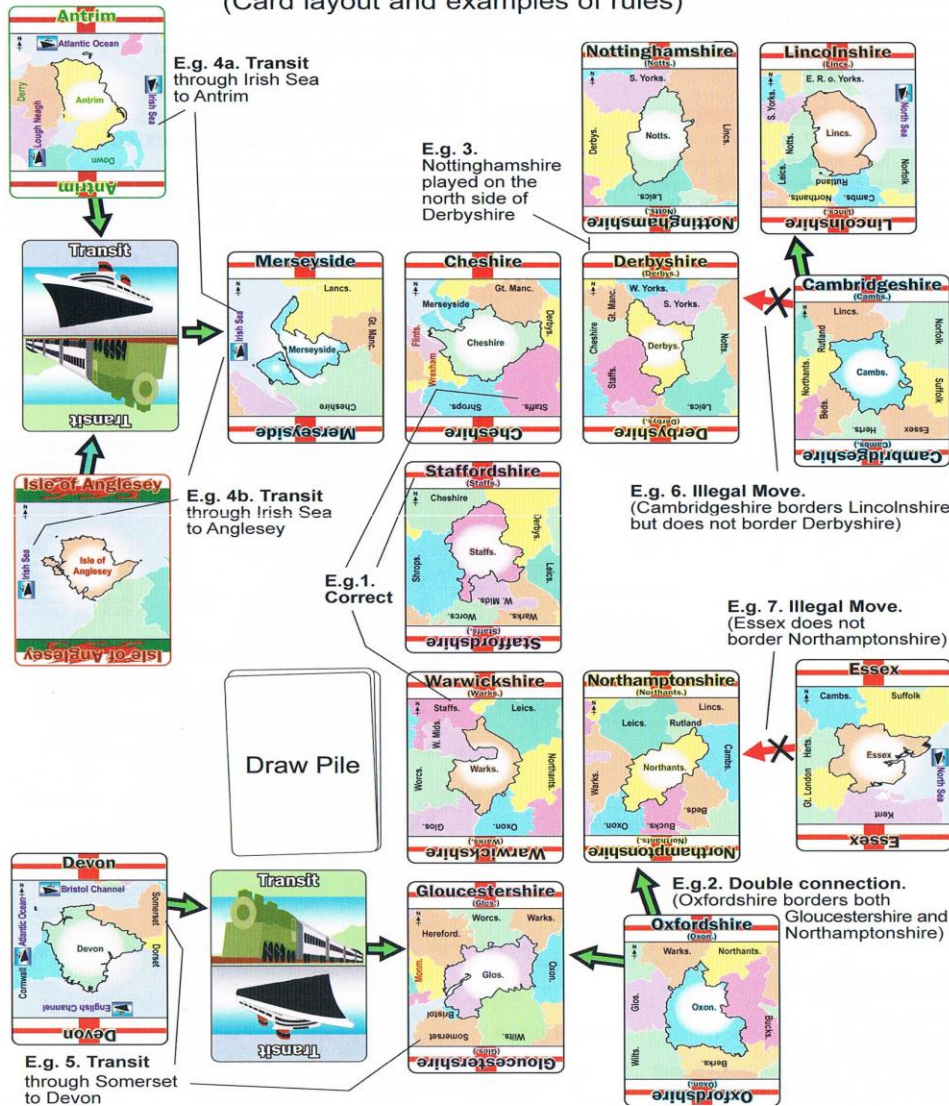 (Card layout and examples of rules)
Antrim
N
Atlantic Ocean
Derry
Antrim
Irish Sea
Lough Neagh
Down
Antrim
E.g. 4a. Transit
through Irish Sea
to Antrim
Nottinghamshire
(Notts.)
N
S. Yorks.
Derbys.
Notts.
Lincs.
Leics.
(Notts.)
Nottinghamshire
Lincolnshire
(Lincs.)
N
E. R. o. Yorks.
S. Yorks.
North Sea
Notts.
Lincs.
Leics.
Rutland
Norfolk
Northants.
Cambs.
(Lincs.)
Lincolnshire
E.g. 3.
Nottinghamshire
played on the
north side of
Derbyshire
Transit
Transit
Merseyside
N
Lancs.
Irish Sea
Merseyside
Gt. Manc.
Cheshire
Merseyside
Cheshire
N
Gt. Manc.
Merseyside
Flints.
Cheshire
Derbys.
Wrexham
Shrops.
Staffs.
Cheshire
Derbyshire
(Derbys.)
N
W. Yorks.
Gt. Manc.
S. Yorks.
Cheshire
Derbys.
Notts.
Staffs.
Leics.
(Derbys.)
Derbyshire
Cambridgeshire
(Cambs.)
N
Lincs.
Rutland
Norfolk
Northants.
Cambs.
Suffolk
Beds.
Herts.
Essex
(Cambs.)
Cambridgeshire
E.g. 6. Illegal Move.
(Cambridgeshire borders Lincolnshire
but does not border Derbyshire)
Isle of Anglesey
N
Irish Sea
Isle of
Anglesey
Isle of Anglesey
E.g. 4b. Transit
through Irish Sea
to Anglesey
Staffordshire
(Staffs.)
N
Cheshire
Derbys.
Shrops.
Staffs.
Leics.
W. Mids.
Worcs.
Warks.
(Staffs.)
Staffordshire
E.g.1.
Correct
E.g. 7. Illegal Move.
(Essex does not
border Northamptonshire)
Draw Pile
Warwickshire
(Warks.)
N
Staffs.
Leics.
W. Mids.
Worcs.
Warks.
Northants.
Glos.
Oxon.
(Warks.)
Warwickshire
Northamptonshire
(Northants.)
N
Lincs.
Leics.
Rutland
Warks.
Northants.
Cambs.
Oxon.
Bucks.
Beds.
(Northants.)
Northamptonshire
Essex
N
Cambs.
Suffolk
Herts.
Essex
Gt. London
North Sea
Kent
Essex
Devon
N
Bristol Channel
Atlantic Ocean
Somerset
Devon
Cornwall
Dorset
English Channel
Devon
Transit
Transit
Gloucestershire
(Glos.)
N
Worcs.
Warks.
Hereford.
Monm.
Glos.
Oxon.
Bristol
Somerset
Wilts.
(Glos.)
Gloucestershire
E.g.2. Double connection.
(Oxfordshire borders both
Gloucestershire and
Northamptonshire)
Oxfordshire
(Oxon.)
N
Warks.
Northants.
Glos.
Oxon.
Bucks.
Wilts.
Berks.
(Oxon.)
Oxfordshire
E.g. 5. Transit
through Somerset
to Devon